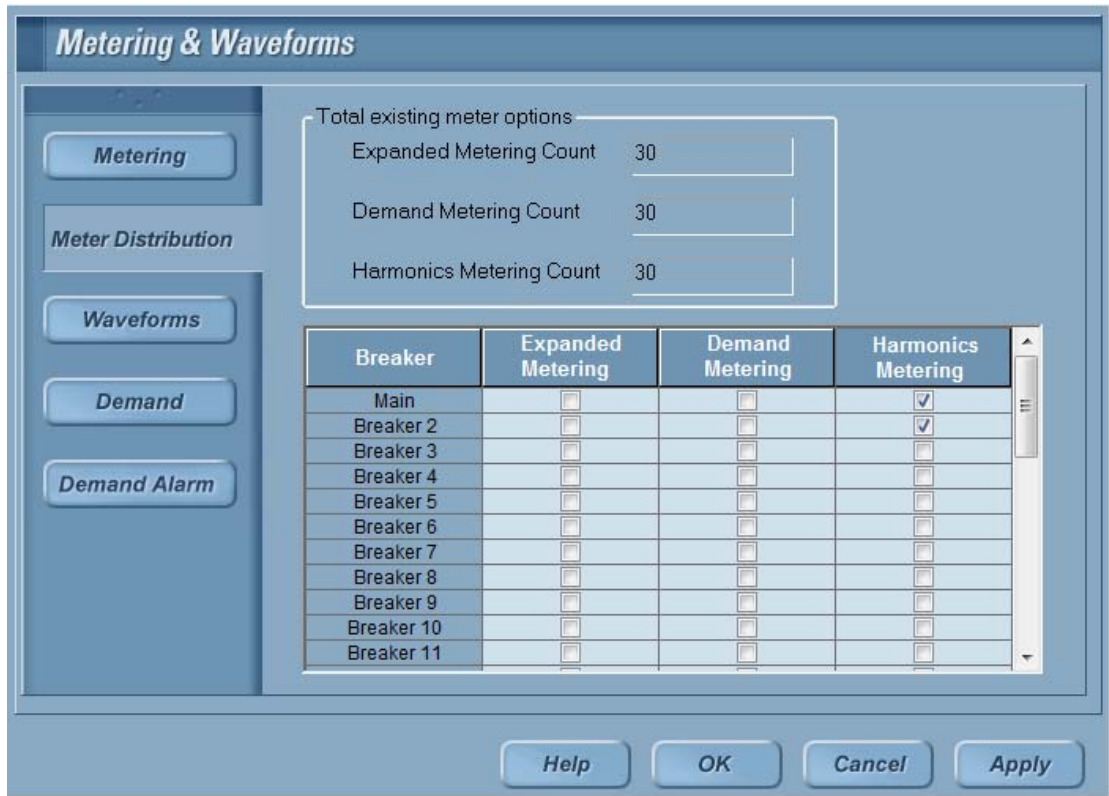 Metering & Waveforms
Metering
Meter Distribution
Waveforms
Demand
Demand Alarm
Total existing meter options
Expanded Metering Count 30
Demand Metering Count 30
Harmonics Metering Count 30
Breaker Expanded Metering Demand Metering Harmonics Metering
Main
Breaker 2
Breaker 3
Breaker 4
Breaker 5
Breaker 6
Breaker 7
Breaker 8
Breaker 9
Breaker 10
Breaker 11
Help OK Cancel Apply